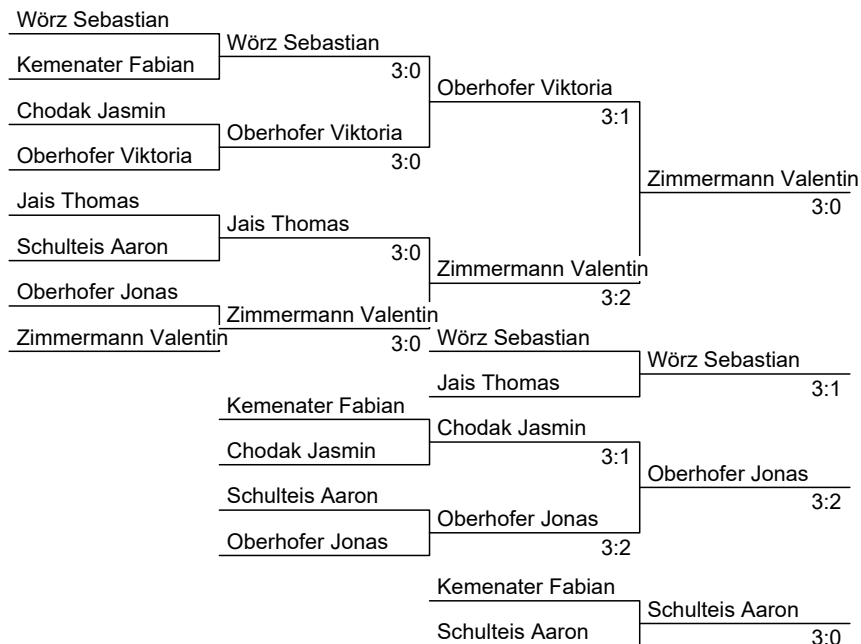 Wörz Sebastian
Wörz Sebastian
Kemenater Fabian
3:0
Oberhofer Viktoria
Chodak Jasmin
3:1
Oberhofer Viktoria
Oberhofer Viktoria
3:0
Zimmermann Valentin
Jais Thomas
3:0
Jais Thomas
Schulteis Aaron
3:0
Zimmermann Valentin
Oberhofer Jonas
3:2
Zimmermann Valentin
Zimmermann Valentin
3:0
Wörz Sebastian
Wörz Sebastian
Jais Thomas
3:1
Kemenater Fabian
Chodak Jasmin
Chodak Jasmin
3:1
Oberhofer Jonas
Schulteis Aaron
3:2
Oberhofer Jonas
Oberhofer Jonas
3:2
Kemenater Fabian
Schulteis Aaron
Schulteis Aaron
3:0